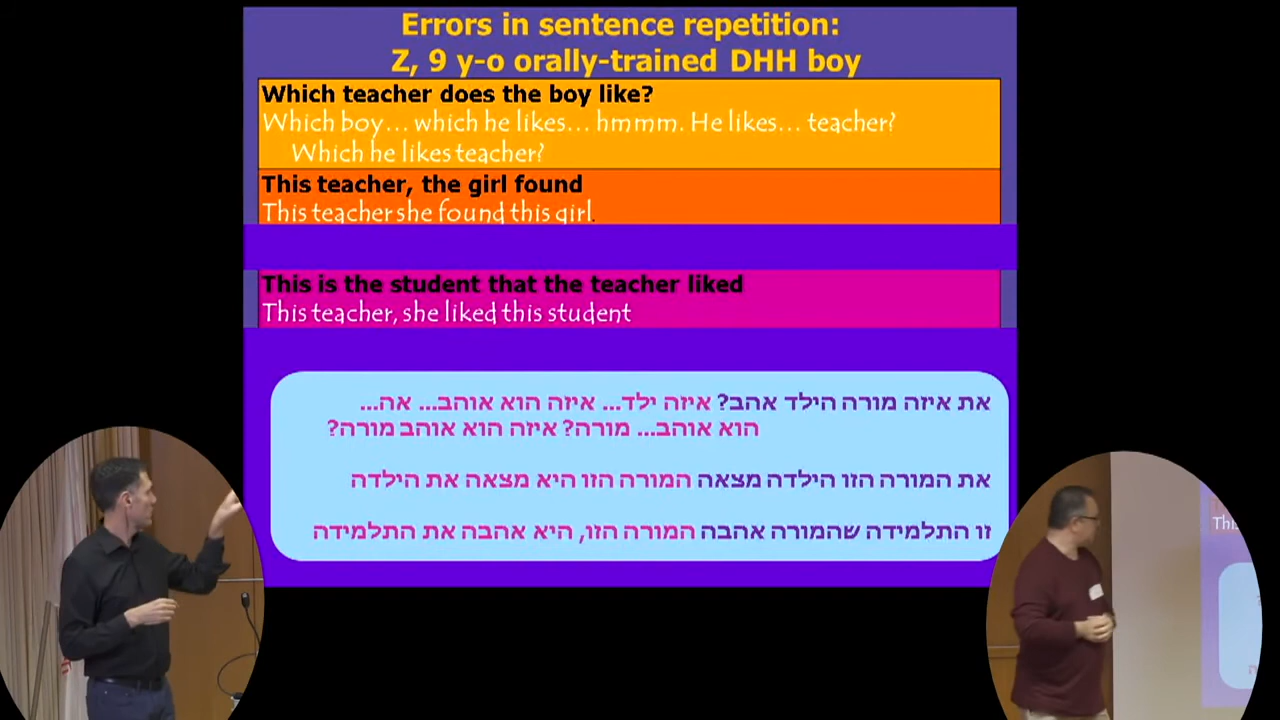 Errors in sentence repetition:
Z, 9 y-o orally-trained DHH boy
Which teacher does the boy like?
Which boy… which he likes… hmmm. He likes… teacher?
Which he likes teacher?
This teacher, the girl found
This teacher she found this girl.
This is the student that the teacher liked
This teacher, she liked this student
את איזה מורה הילד אהב? איזה ילד... איזה הוא אוהב... אה...
הוא אוהב... מורה? איזה הוא אוהב מורה?
את המורה הזו הילדה מצאה המורה הזו היא מצאה את הילדה
זו התלמידה שהמורה אהבה המורה הזו, היא אהבה את התלמידה
This